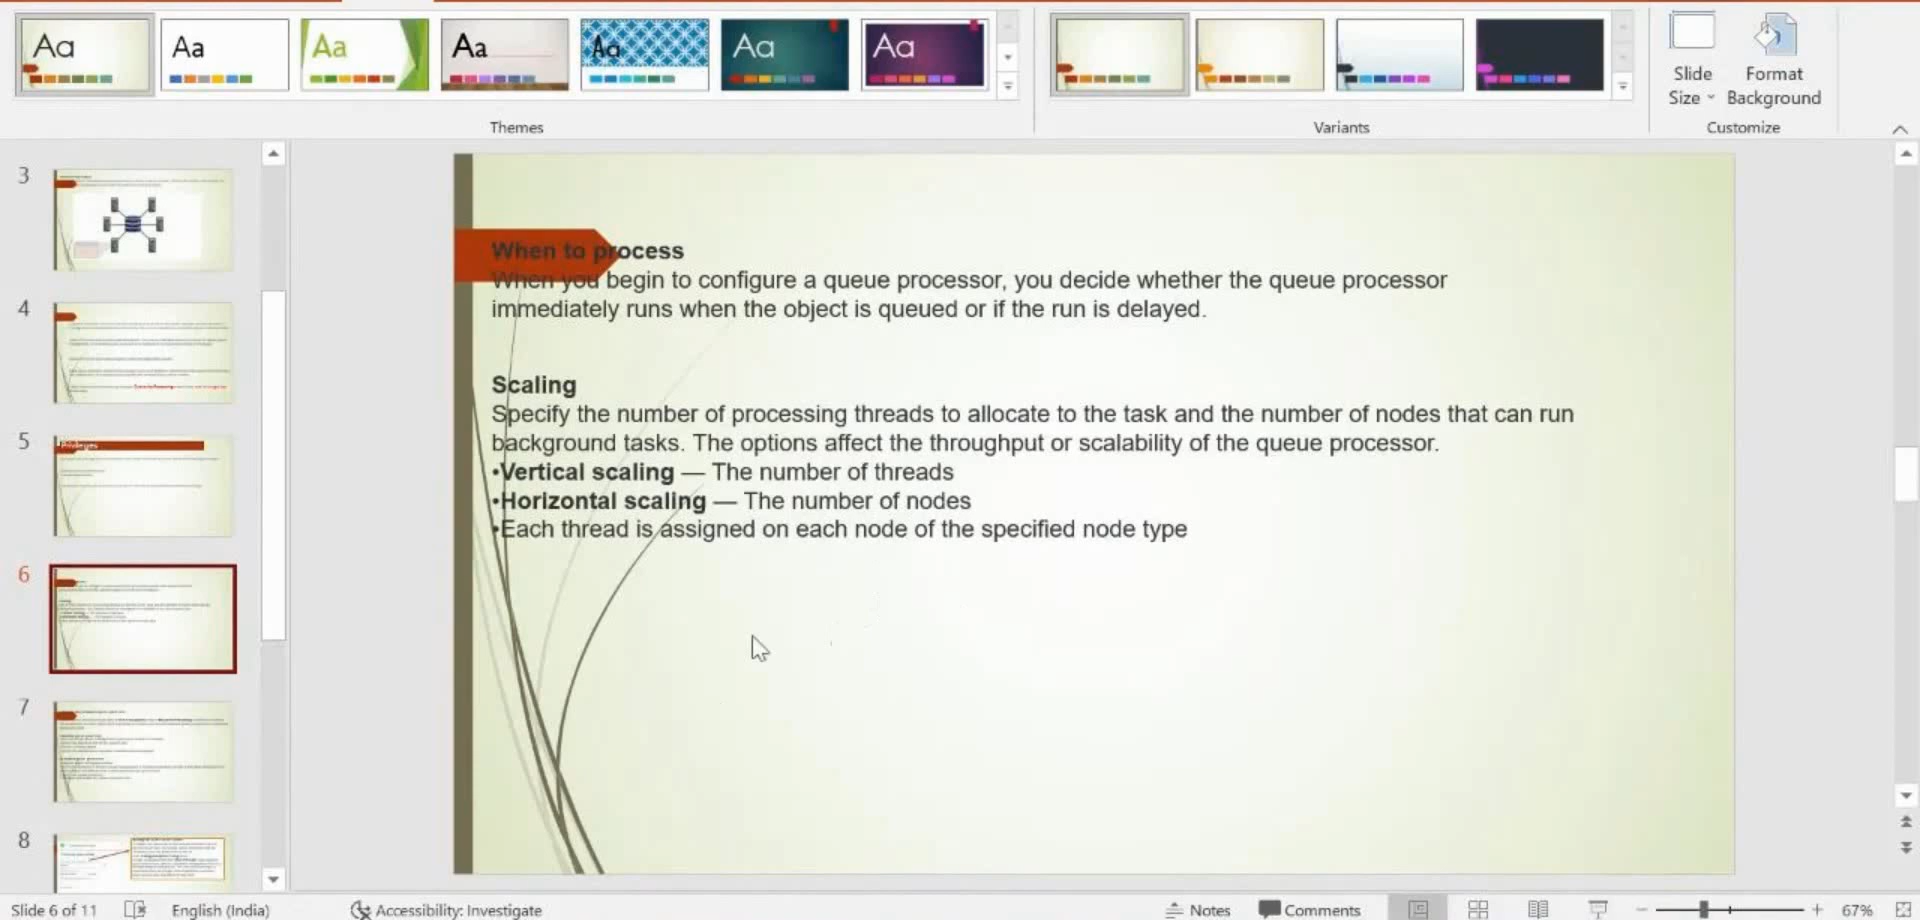 Aa
Aa
Aa
Aa
Aa
Aa
Aa
Themes
Variants
Slide Size
Format Background
Customize
3
4
5
6
7
8
When to process
When you begin to configure a queue processor, you decide whether the queue processor
immediately runs when the object is queued or if the run is delayed.
Scaling
Specify the number of processing threads to allocate to the task and the number of nodes that can run
background tasks. The options affect the throughput or scalability of the queue processor.
•Vertical scaling — The number of threads
•Horizontal scaling — The number of nodes
•Each thread is assigned on each node of the specified node type
Slide 6 of 11
English (India)
Accessibility: Investigate
Notes
Comments
67%